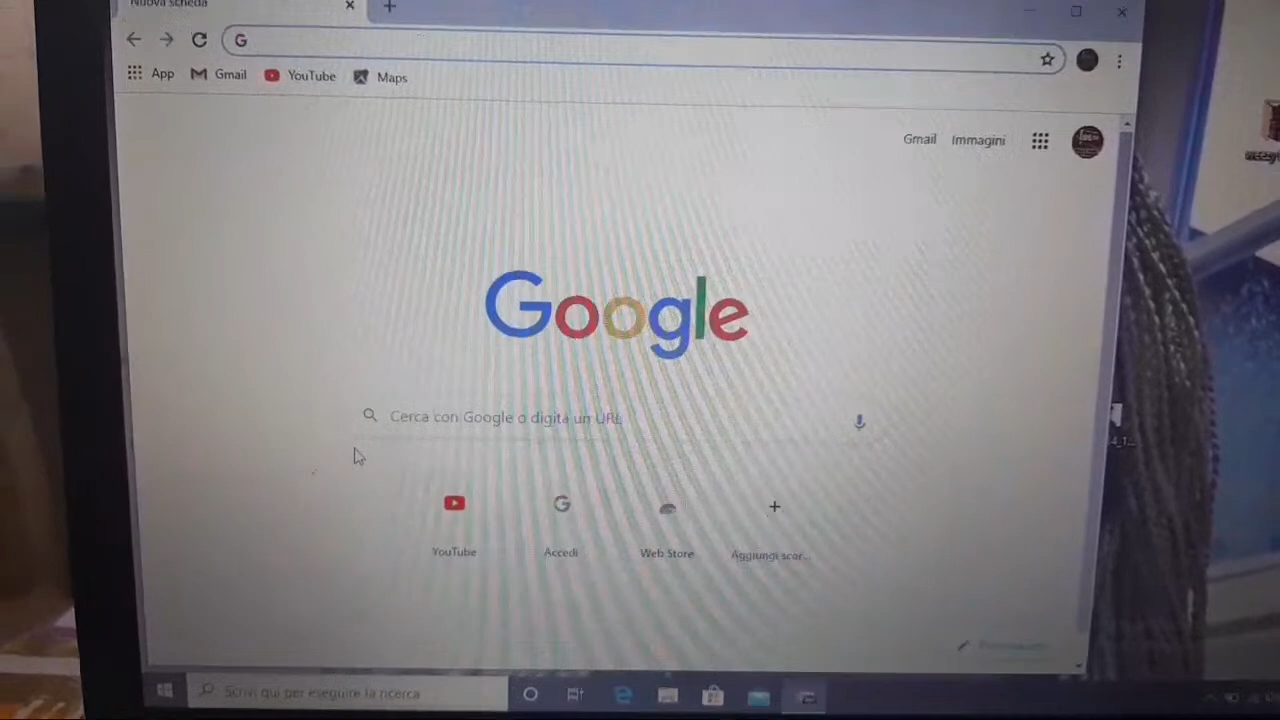 Nuova scheda
App Gmail YouTube Maps
Gmail Immagini
Google
Cerca con Google o digita un URL
YouTube Accedi Web Store Aggiungi scor...
Scrivi qui per eseguire la ricerca